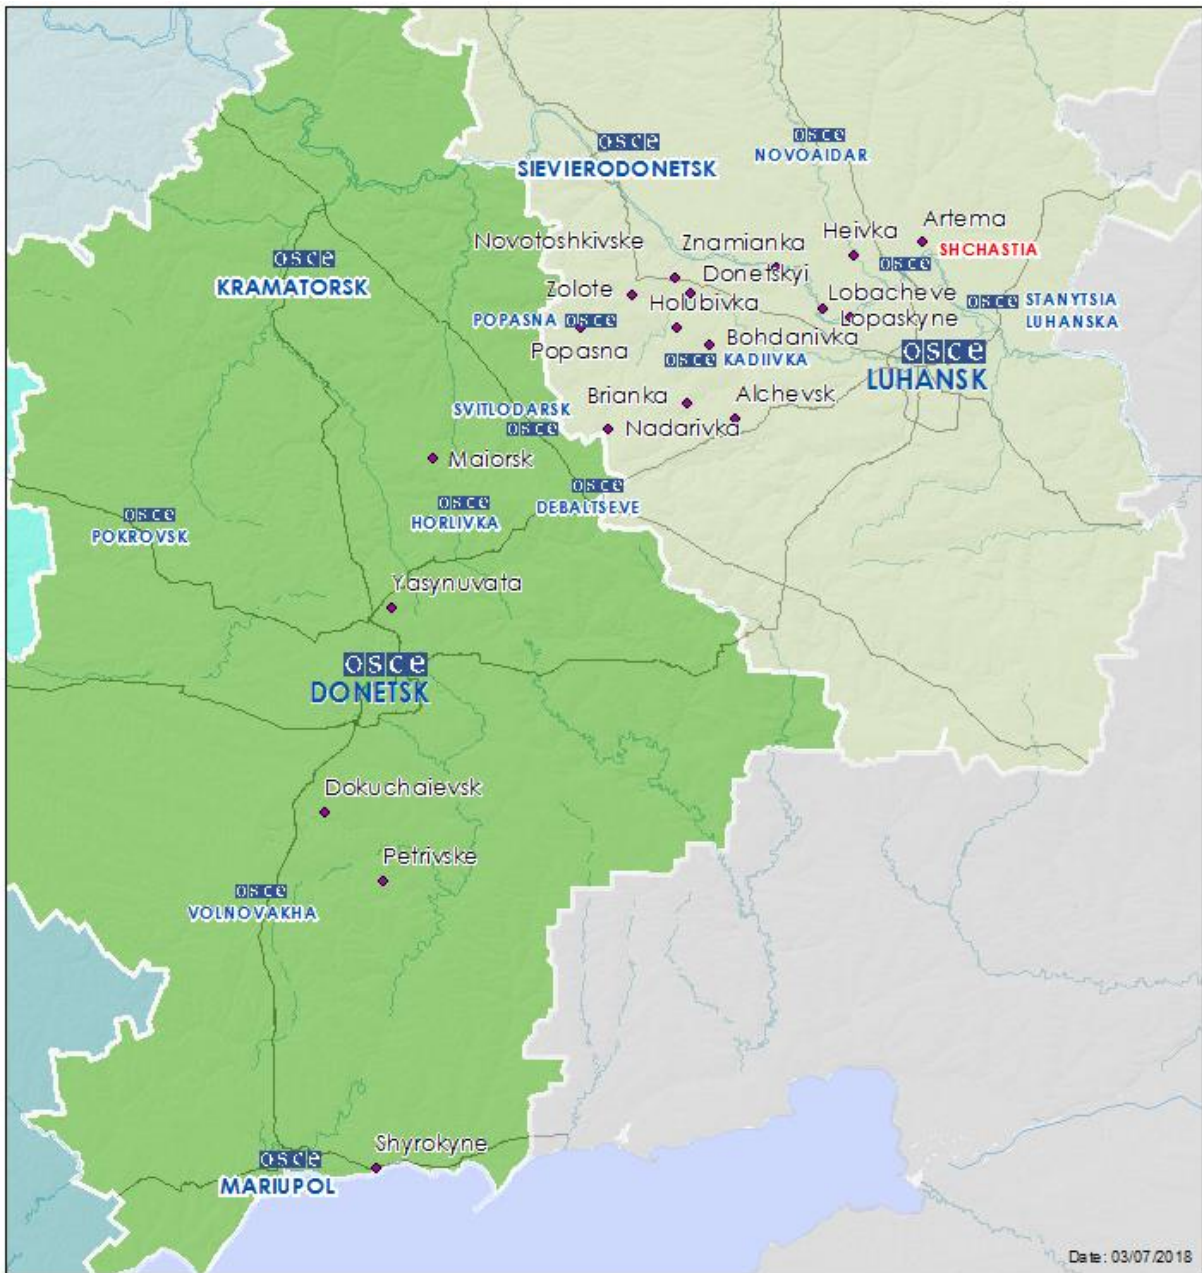 osce
SIEVIERODONETSK
osce
NOVOAIDAR
Artema
SHCHASTIA
osce
Heivka
Znamianka
Novotoshkivske
osce
KRAMATORSK
Donetskyi
Zolote
Holubivka
Lobacheve
osce
STANYTSIA
LUHANSKA
POPASNA osce
Lopaskyne
Popasna
Bohdanivka
osce KADIIVKA
osce
LUHANSK
Brianka
Alchevsk
SVITLODARSK
osce
Nadarivka
Maiorsk
osce
DEBALTSEVE
osce
HORLIVKA
osce
POKROVSK
Yasynuvata
osce
DONETSK
Dokuchaievsk
Petrivske
osce
VOLNOVAKHA
Shyrokyne
osce
MARIUPOL
Date: 03/07/2018